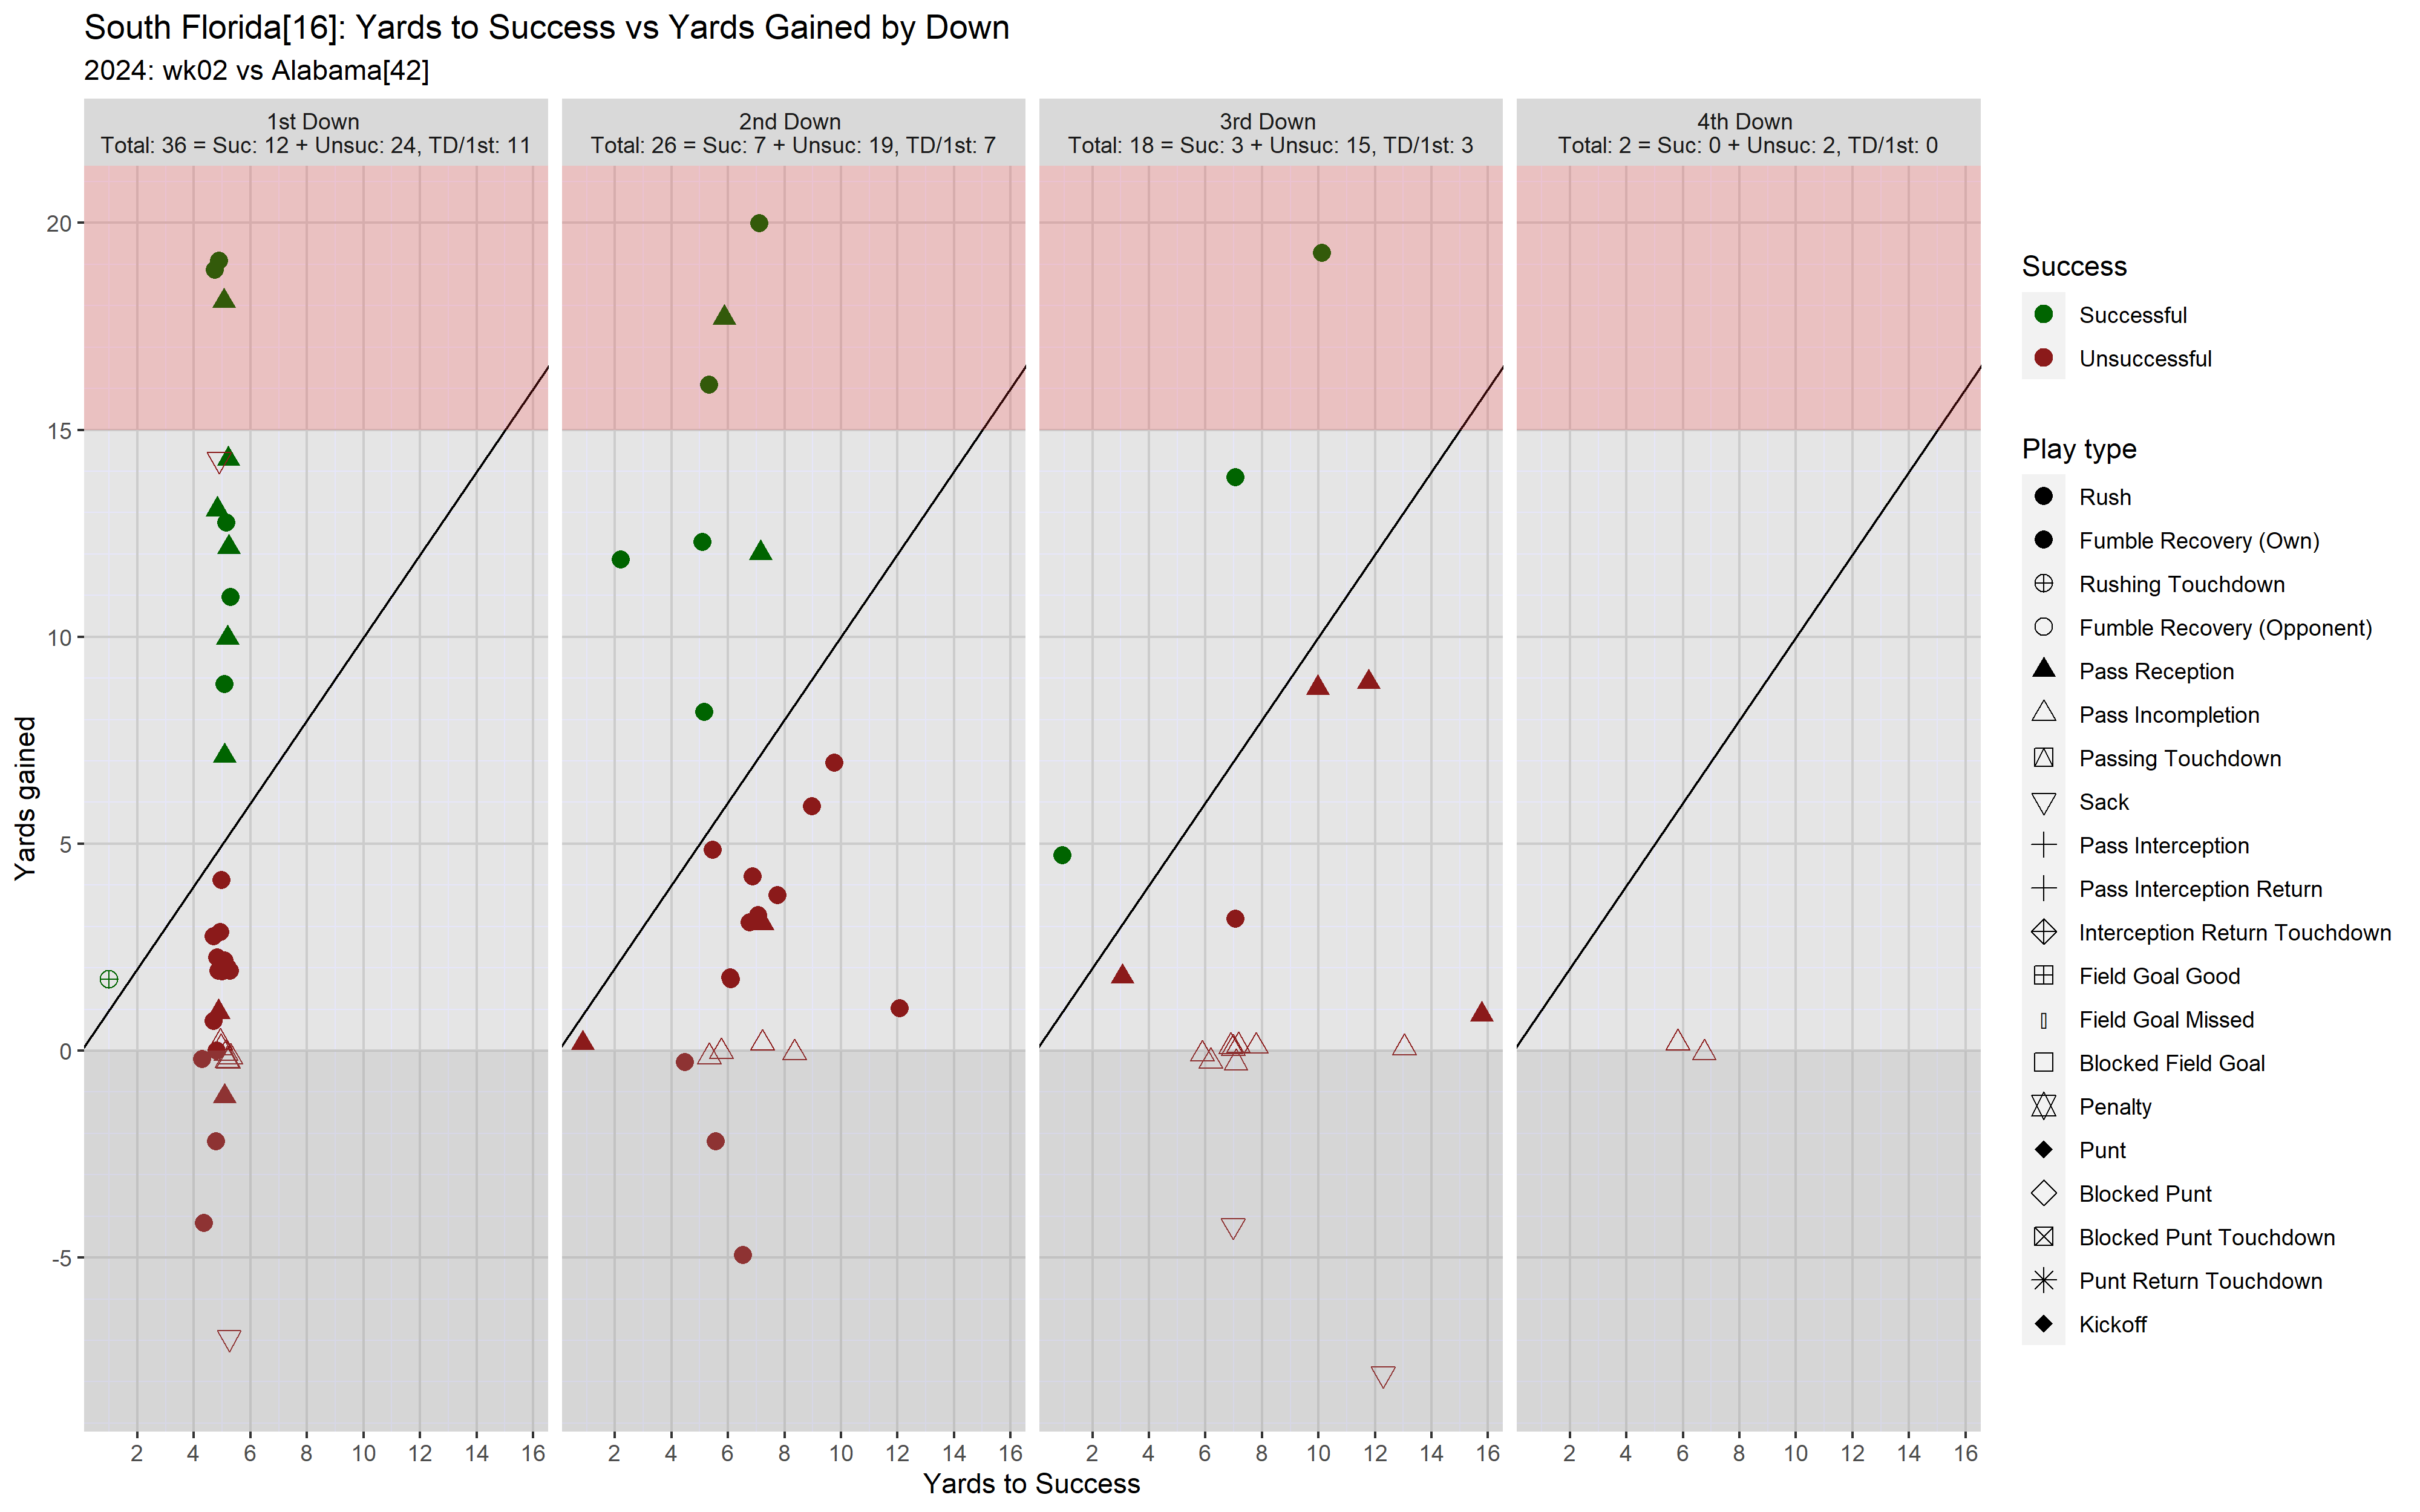 South Florida[16]: Yards to Success vs Yards Gained by Down
2024: wk02 vs Alabama[42]
1st Down
Total: 36 = Suc: 12 + Unsuc: 24, TD/1st: 11
2nd Down
Total: 26 = Suc: 7 + Unsuc: 19, TD/1st: 7
3rd Down
Total: 18 = Suc: 3 + Unsuc: 15, TD/1st: 3
4th Down
Total: 2 = Suc: 0 + Unsuc: 2, TD/1st: 0
Yards gained
20
15
10
5
0
-5
2 4 6 8 10 12 14 16
2 4 6 8 10 12 14 16
2 4 6 8 10 12 14 16
2 4 6 8 10 12 14 16
Yards to Success
Success
Successful
Unsuccessful
Play type
Rush
Fumble Recovery (Own)
Rushing Touchdown
Fumble Recovery (Opponent)
Pass Reception
Pass Incompletion
Passing Touchdown
Sack
Pass Interception
Pass Interception Return
Interception Return Touchdown
Field Goal Good
Field Goal Missed
Blocked Field Goal
Penalty
Punt
Blocked Punt
Blocked Punt Touchdown
Punt Return Touchdown
Kickoff